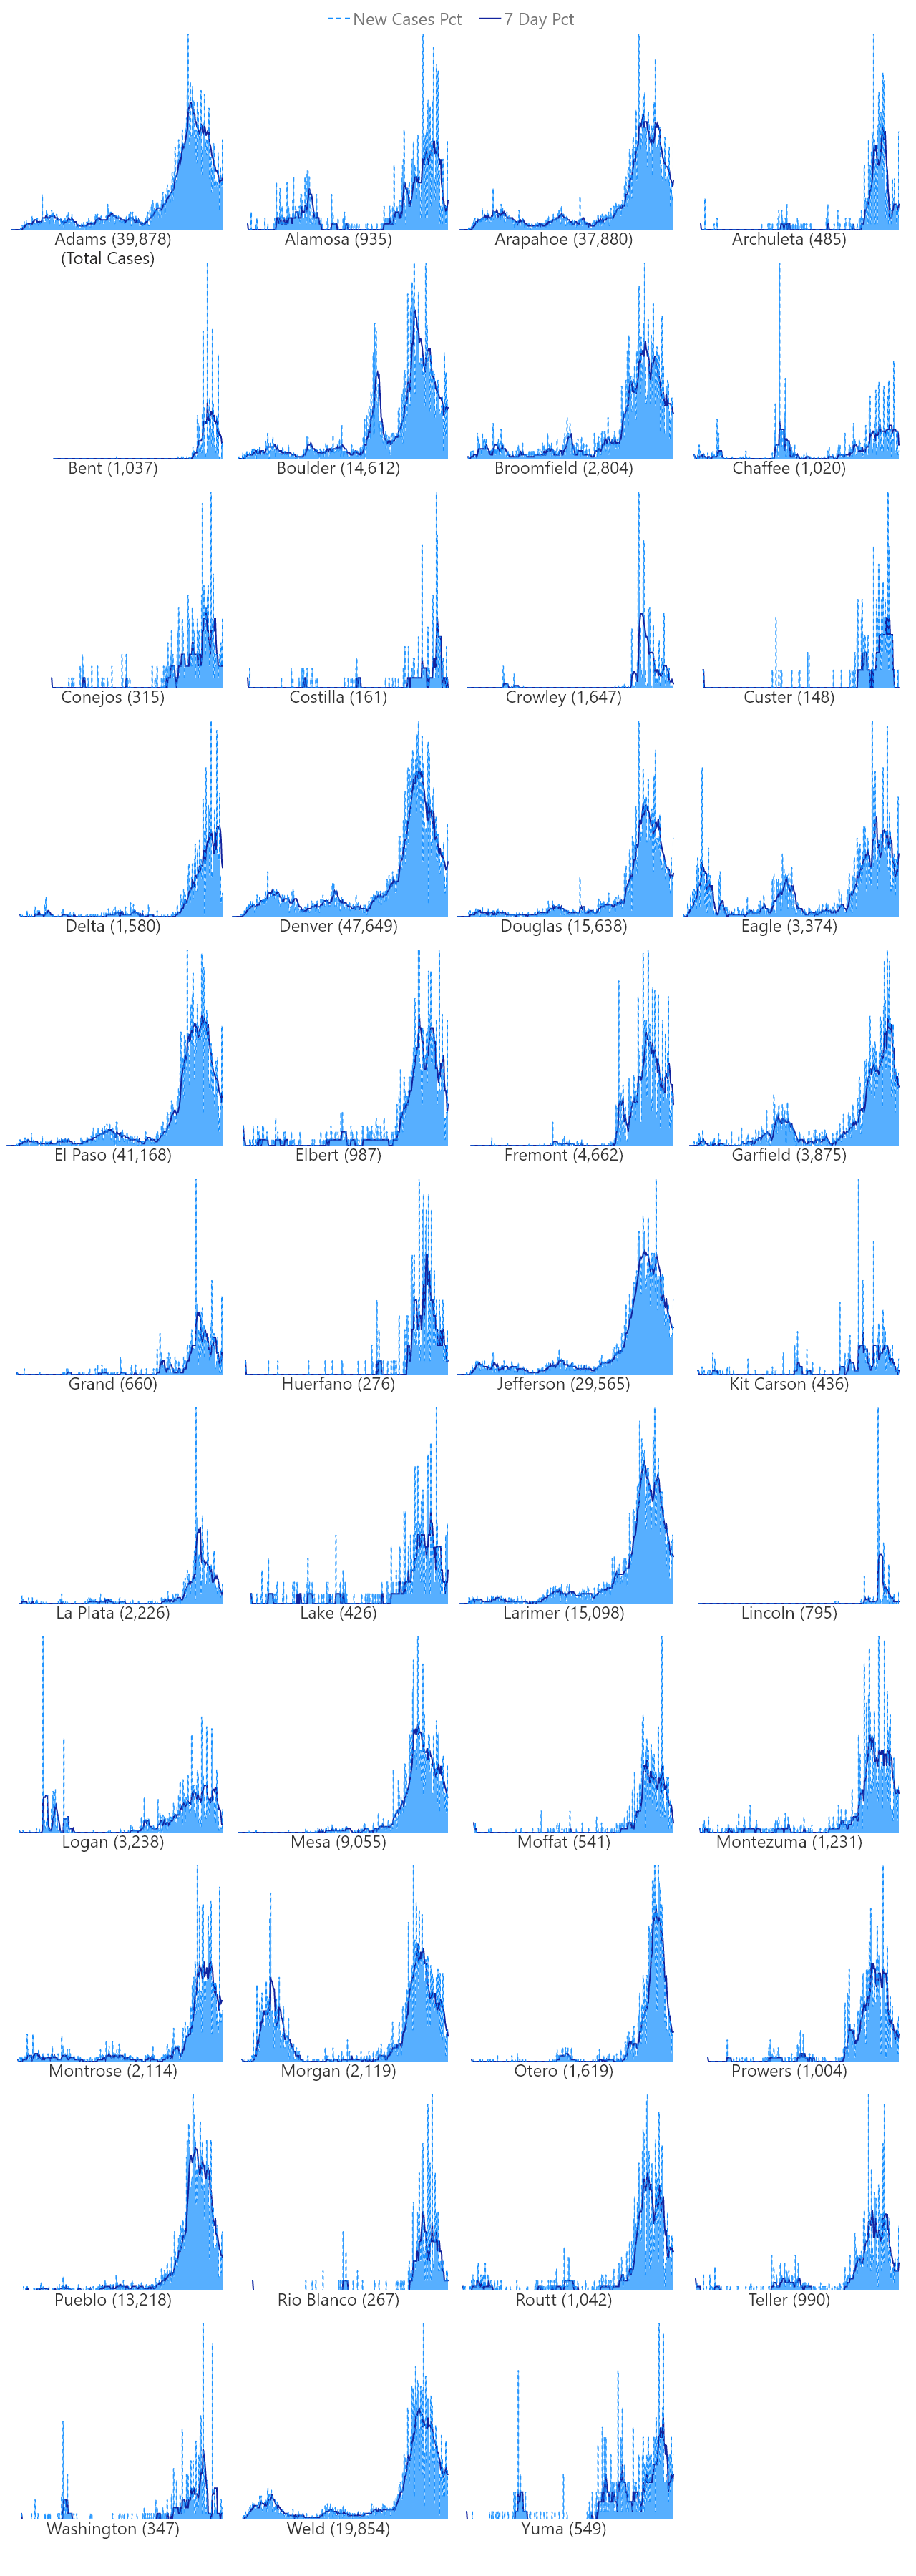 New Cases Pct 7 Day Pct
Adams (39,878) Alamosa (935) Arapahoe (37,880) Archuleta (485)
(Total Cases)
Bent (1,037) Boulder (14,612) Broomfield (2,804) Chaffee (1,020)
Conejos (315) Costilla (161) Crowley (1,647) Custer (148)
Delta (1,580) Denver (47,649) Douglas (15,638) Eagle (3,374)
El Paso (41,168) Elbert (987) Fremont (4,662) Garfield (3,875)
Grand (660) Huerfano (276) Jefferson (29,565) Kit Carson (436)
La Plata (2,226) Lake (426) Larimer (15,098) Lincoln (795)
Logan (3,238) Mesa (9,055) Moffat (541) Montezuma (1,231)
Montrose (2,114) Morgan (2,119) Otero (1,619) Prowers (1,004)
Pueblo (13,218) Rio Blanco (267) Routt (1,042) Teller (990)
Washington (347) Weld (19,854) Yuma (549)